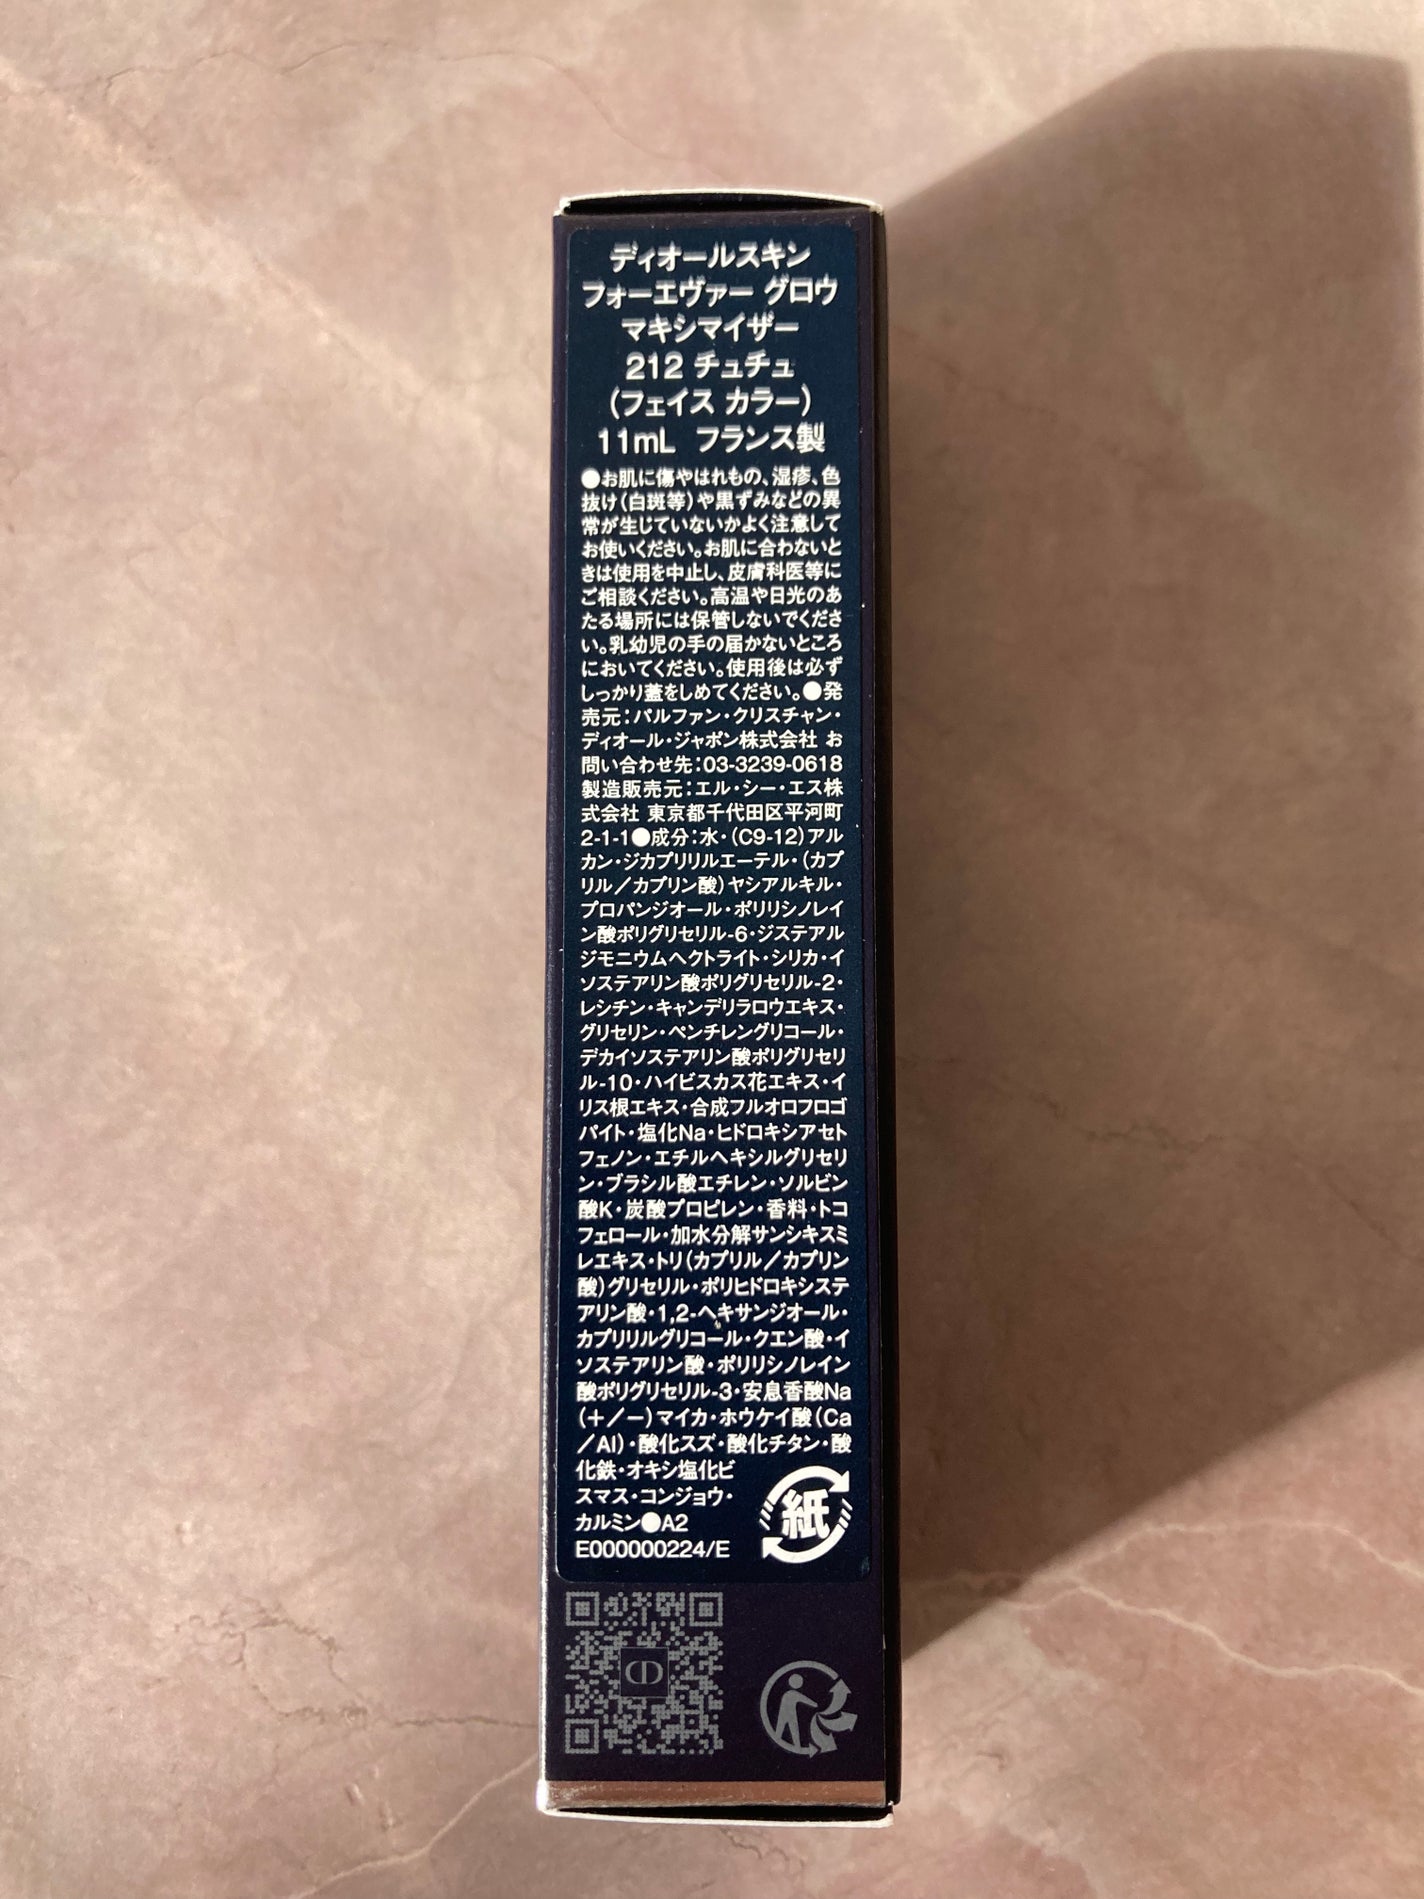 ディオールスキン
フォーエヴァー グロウ
マキシマイザー
212 チュチュ
(フェイス カラー)
11mL フランス製
●お肌に傷やはれもの、湿疹、色
抜け(白斑等)や黒ずみなどの異
常が生じていないかよく注意して
お使いください。お肌に合わないと
きは使用を中止し、皮膚科医等に
ご相談ください。高温や日光のあ
たる場所には保管しないでくださ
い。乳幼児の手の届かないところ
においてください。使用後は必ず
しっかり蓋をしめてください。●発
売元:パルファン・クリスチャン・
ディオール・ジャポン株式会社 お
問い合わせ先:03-3239-0618
製造販売元:エル・シー・エス株
式会社 東京都千代田区平河町
2-1-1●成分:水・(C9-12)アル
カン・ジカプリリルエーテル・(カプ
リル/カプリン酸)ヤシアルキル・
プロパンジオール・ポリリシノレイ
ン酸ポリグリセリル-6・ジステアル
ジモニウムヘクトライト・シリカ・イ
ソステアリン酸ポリグリセリル-2・
レシチン・キャンデリラロウエキス・
グリセリン・ペンチレングリコール・
デカイソステアリン酸ポリグリセリ
ル-10・ハイビスカス花エキス・イ
リス根エキス・合成フルオロフロゴ
パイト・塩化Na・ヒドロキシアセト
フェノン・エチルヘキシルグリセリ
ン・ブラシル酸エチレン・ソルビン
酸K・炭酸プロピレン・香料・トコ
フェロール・加水分解サンシキスミ
レエキス・トリ(カプリル/カプリン
酸)グリセリル・ポリヒドロキシステ
アリン酸・1,2-ヘキサンジオール・
カプリリルグリコール・クエン酸・イ
ソステアリン酸・ポリリシノレイン
酸ポリグリセリル-3・安息香酸Na
(+/-)マイカ・ホウケイ酸(Ca
/Al)・酸化スズ・酸化チタン・酸
化鉄・オキシ塩化ビ
スマス・コンジョウ・
カルミン●A2
E000000224/E
紙
CD